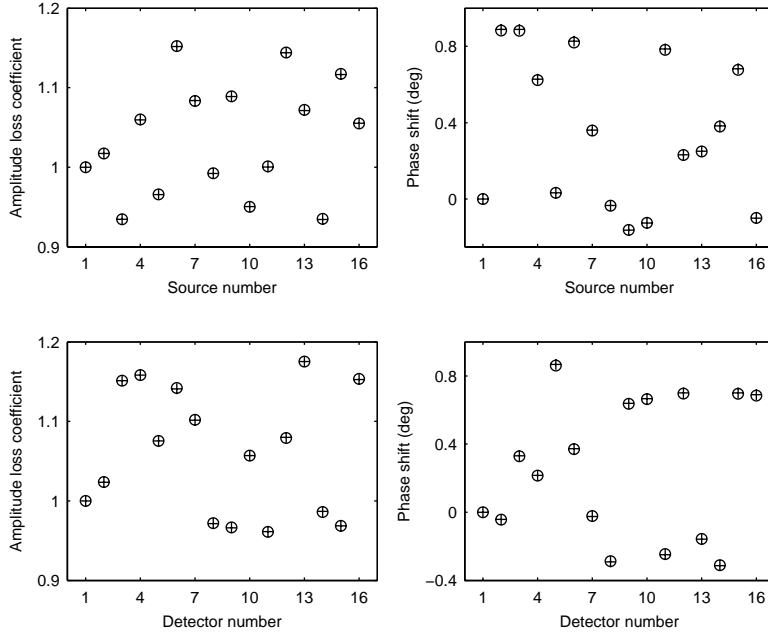 1.2
1.1
1
0.9
Amplitude loss coefficient
1 4 7 10 13 16
Source number
0.8
0.4
0
Phase shift (deg)
1 4 7 10 13 16
Source number
1.2
1.1
1
0.9
Amplitude loss coefficient
1 4 7 10 13 16
Detector number
0.8
0.4
0
−0.4
Phase shift (deg)
1 4 7 10 13 16
Detector number